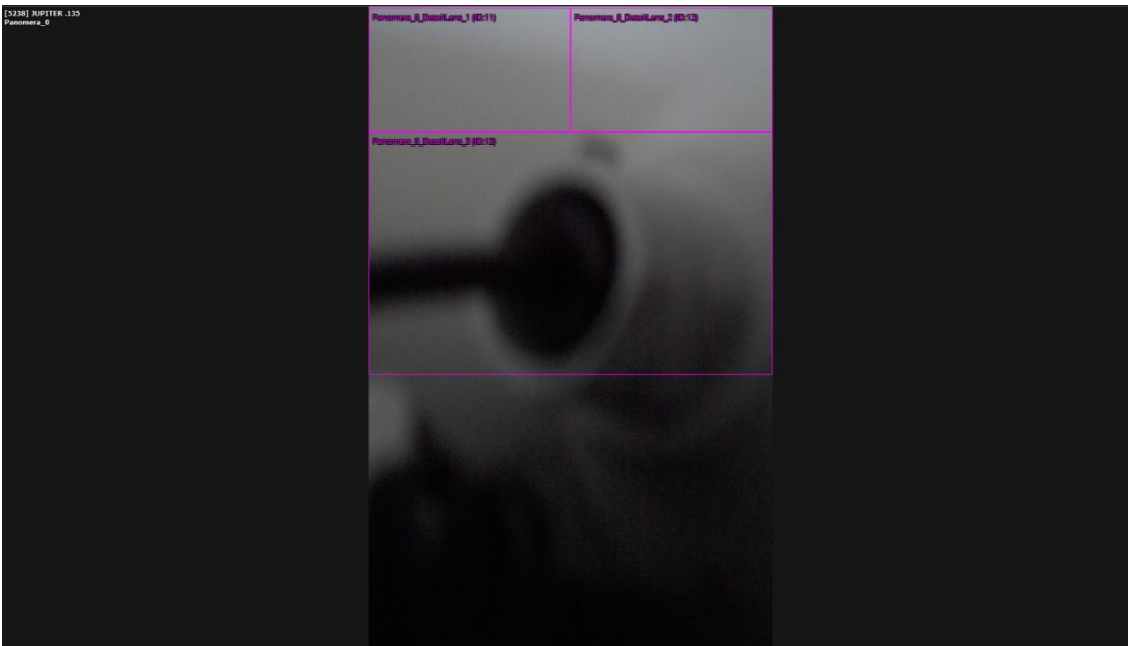 [5238] JUPITER .135
Panomera_0
Panomera_0_DetailLens_1 (ID:11)
Panomera_0_DetailLens_2 (ID:12)
Panomera_0_DetailLens_3 (ID:13)